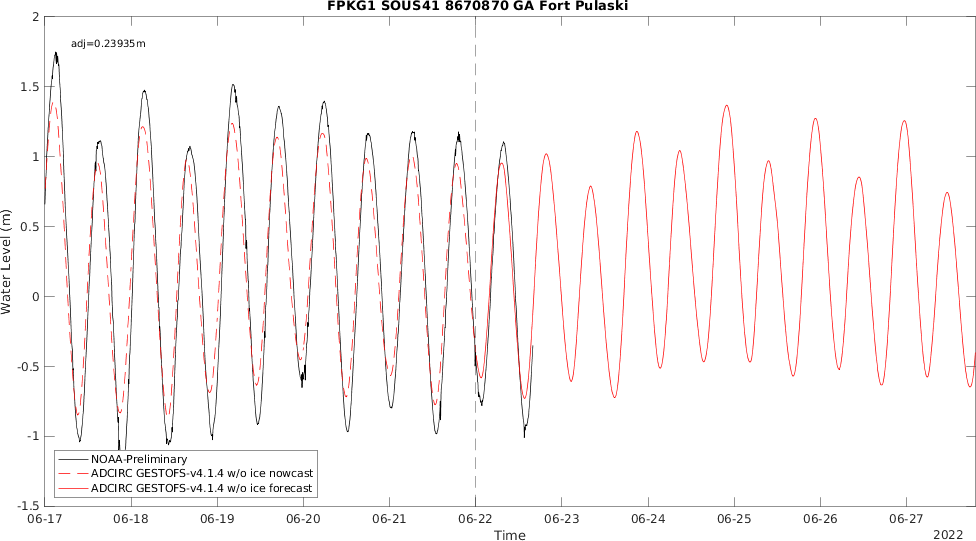 FPKG1 SOUS41 8670870 GA Fort Pulaski
adj=0.23935m
2
1.5
1
0.5
0
-0.5
-1
-1.5
Water Level (m)
NOAA-Preliminary
ADCIRC GESTOFS-v4.1.4 w/o ice nowcast
ADCIRC GESTOFS-v4.1.4 w/o ice forecast
06-17 06-18 06-19 06-20 06-21 06-22 06-23 06-24 06-25 06-26 06-27
Time
2022